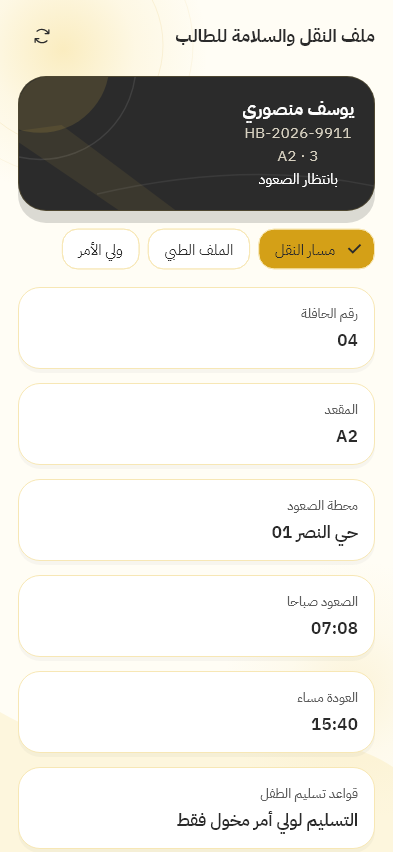 ملف النقل والسلامة للطالب
يوسف منصوري
HB-2026-9911
A2 · 3
بانتظار الصعود
مسار النقل
الملف الطبي
ولي الأمر
رقم الحافلة
04
المقعد
A2
محطة الصعود
حي النصر 01
الصعود صباحا
07:08
العودة مساء
15:40
قواعد تسليم الطفل
التسليم لولي أمر مخول فقط